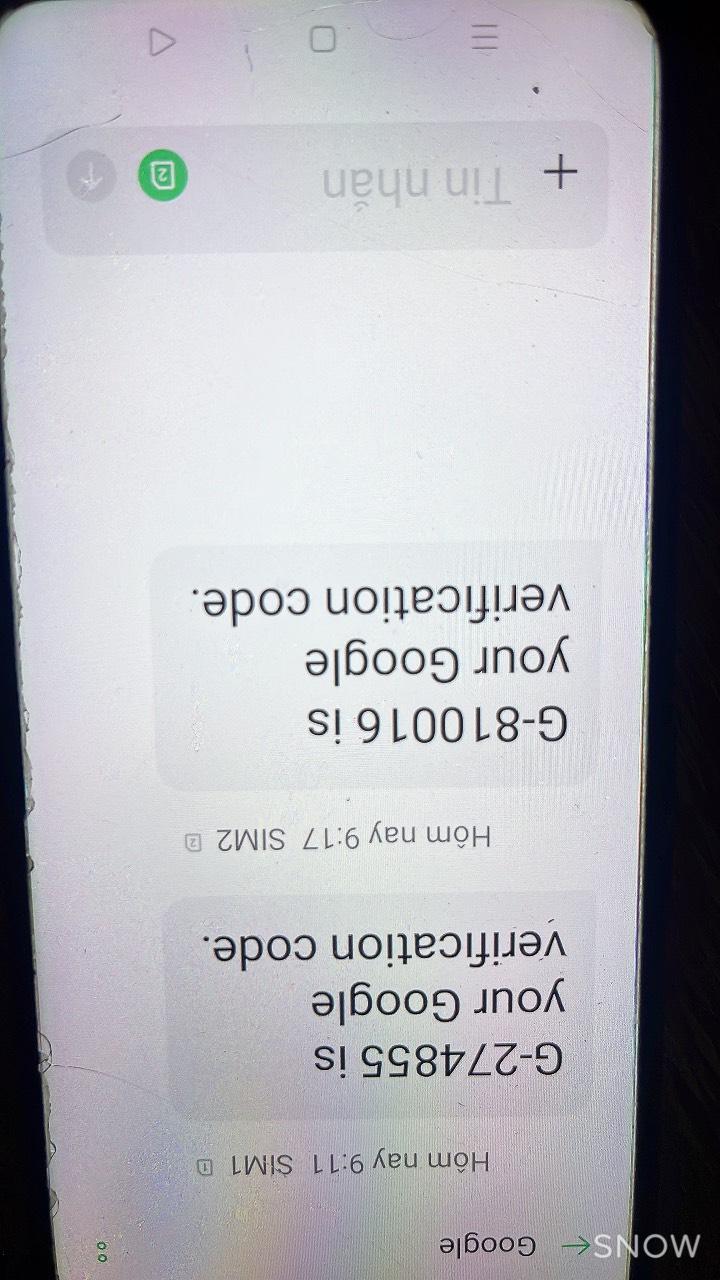 MONS
Google
Hôm nay 9:11 SIM1 1
G-274855 is
your Google
verification code.
Hôm nay 9:17 SIM2 2
G-810016 is
your Google
verification code.
+ Tin nhắn 2